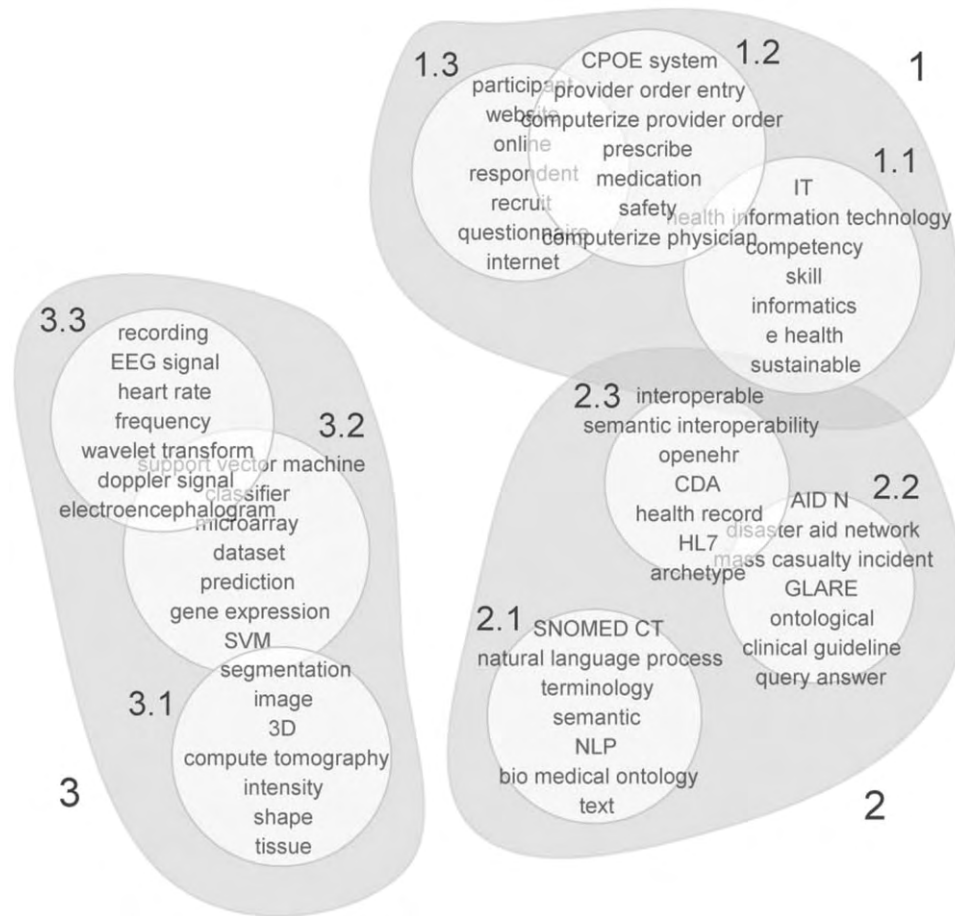 1
1.3
participant
website
online
respondent
recruit
questionnaire
internet
1.2
CPOE system
provider order entry
computerize provider order
prescribe
medication
safety
computerize physician
1.1
IT
health information technology
competency
skill
informatics
e health
sustainable
3.3
recording
EEG signal
heart rate
frequency
wavelet transform
doppler signal
electroencephalogram
3.2
support vector machine
classifier
microarray
dataset
prediction
gene expression
SVM
3.1
segmentation
image
3D
compute tomography
intensity
shape
tissue
3
2.3
interoperable
semantic interoperability
openehr
CDA
health record
HL7
archetype
2.2
AID N
disaster aid network
mass casualty incident
GLARE
ontological
clinical guideline
query answer
2.1
SNOMED CT
natural language process
terminology
semantic
NLP
bio medical ontology
text
2